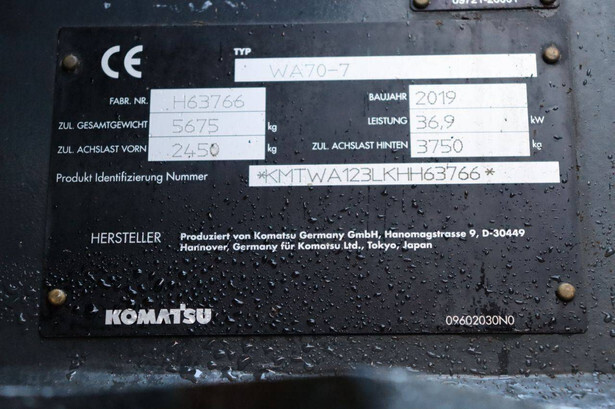 CE
TYP
WA70-7
FABR. NR. H63766 BAUJAHR 2019
ZUL. GESAMTGEWICHT 5675 kg LEISTUNG 36,9 kW
ZUL. ACHSLAST VORN 2450 kg ZUL. ACHSLAST HINTEN 3750 kg
Produkt Identifizierung Nummer *KMTWA123LKHH63766*
HERSTELLER Produziert von Komatsu Germany GmbH, Hanomagstrasse 9, D-30449
Hannover, Germany für Komatsu Ltd., Tokyo, Japan
KOMATSU 09602030N0